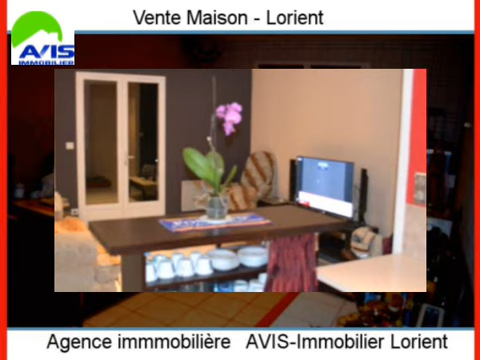 Vente Maison - Lorient
AVIS
IMMOBILIER
Agence immmobilière AVIS-Immobilier Lorient